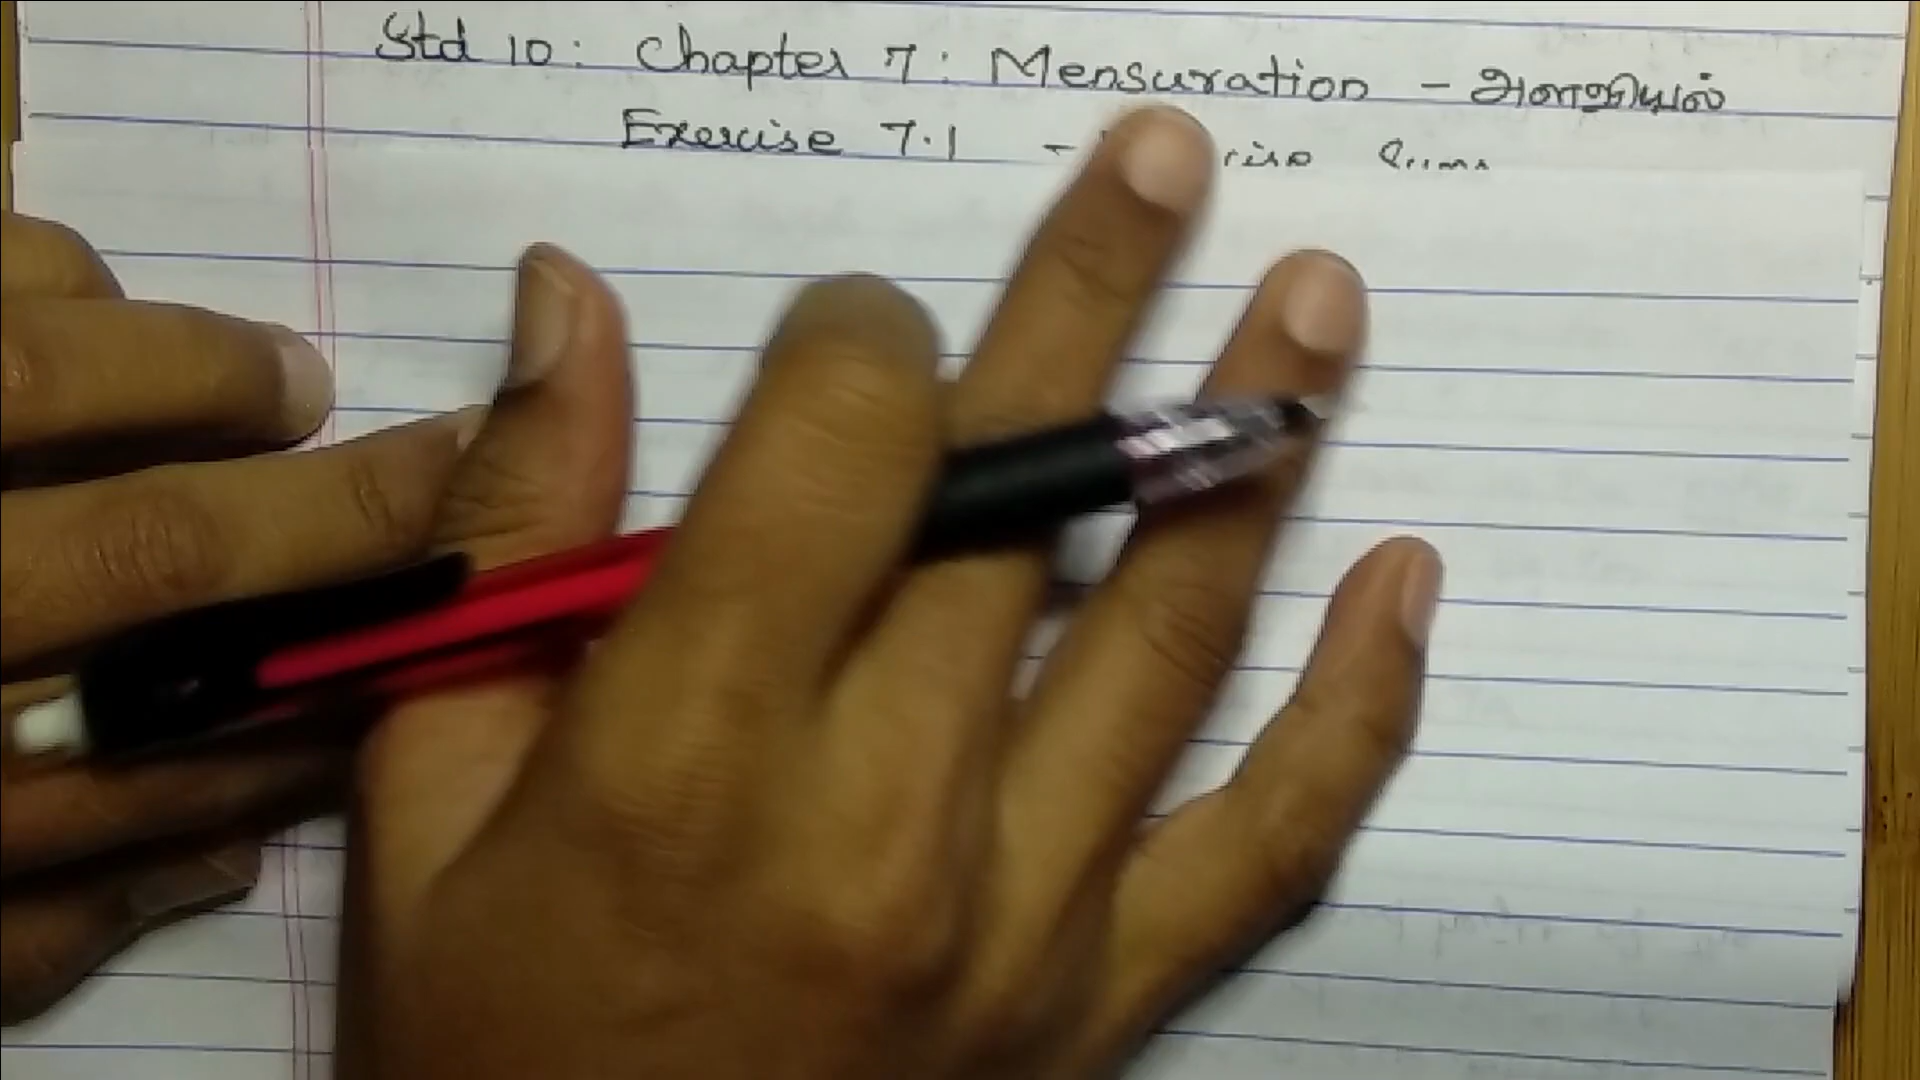 Std 10: Chapter 7: Mensuration - அளவியல்
Exercise 7.1 -